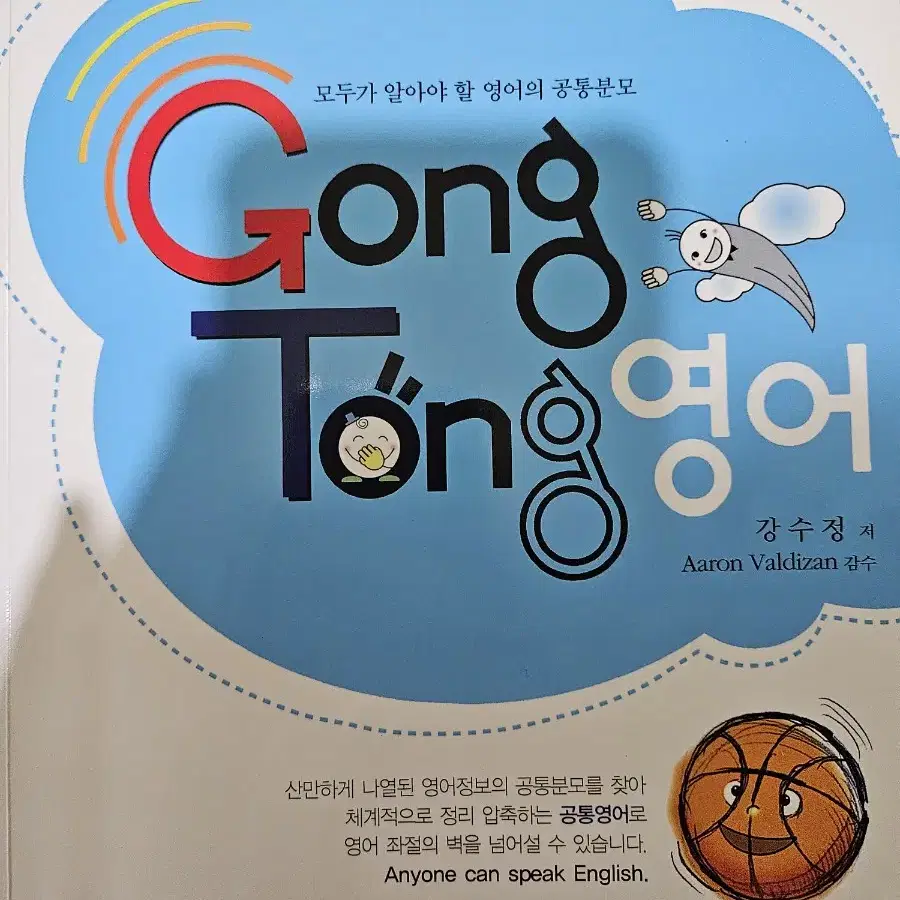 모두가 알아야 할 영어의 공통분모
Gong
Tong영어
강수정 저
Aaron Valdizan 감수
산만하게 나열된 영어정보의 공통분모를 찾아
체계적으로 정리 압축하는 공통영어로
영어 좌절의 벽을 넘어설 수 있습니다.
Anyone can speak English.